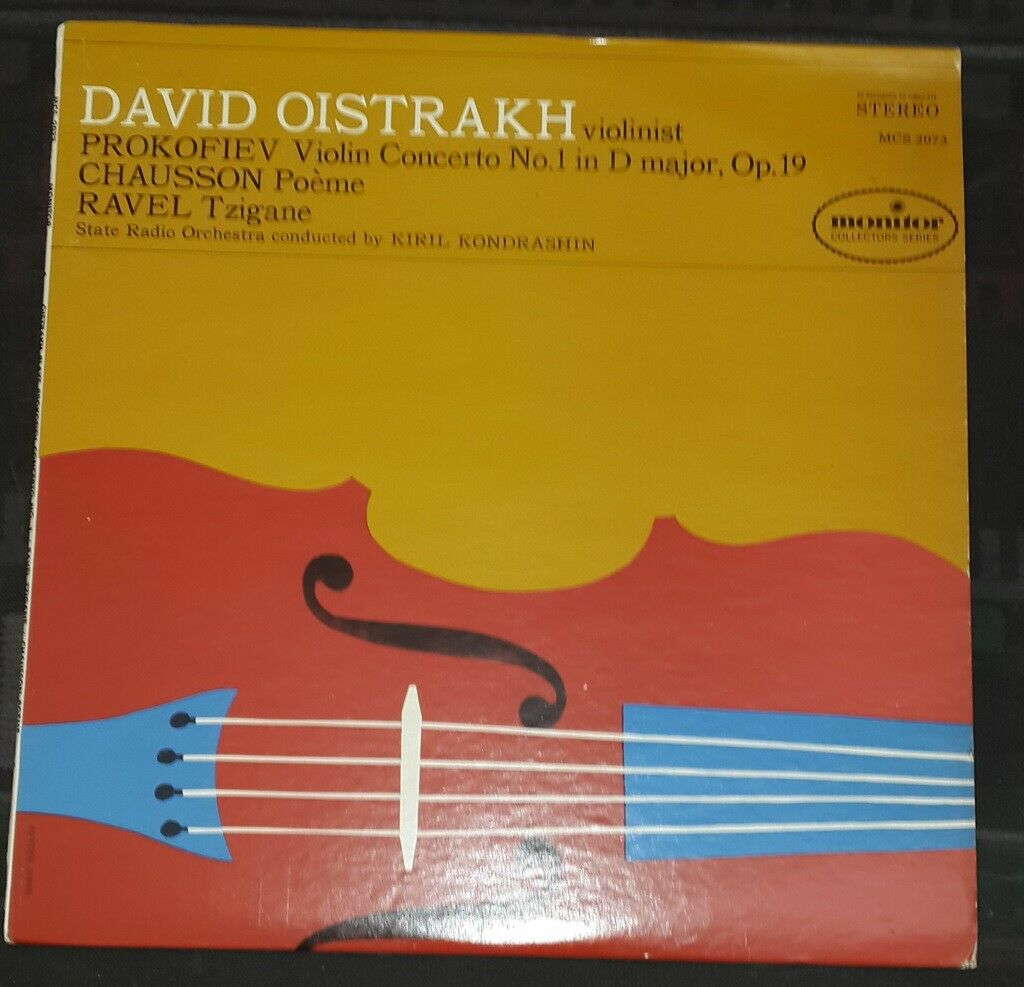 DAVID OISTRAKH violinist
PROKOFIEV Violin Concerto No.1 in D major, Op.19
CHAUSSON Poème
RAVEL Tzigane
State Radio Orchestra conducted by KIRIL KONDRASHIN
STEREO
MCS 2073
monitor
COLLECTORS SERIES